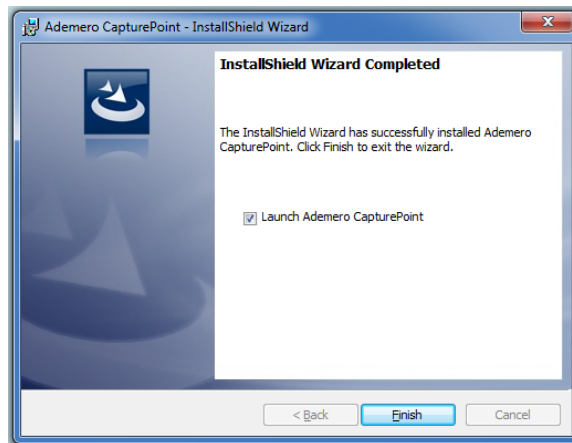 Ademero CapturePoint - InstallShield Wizard
InstallShield Wizard Completed
The InstallShield Wizard has successfully installed Ademero
CapturePoint. Click Finish to exit the wizard.
Launch Ademero CapturePoint
< Back
Finish
Cancel